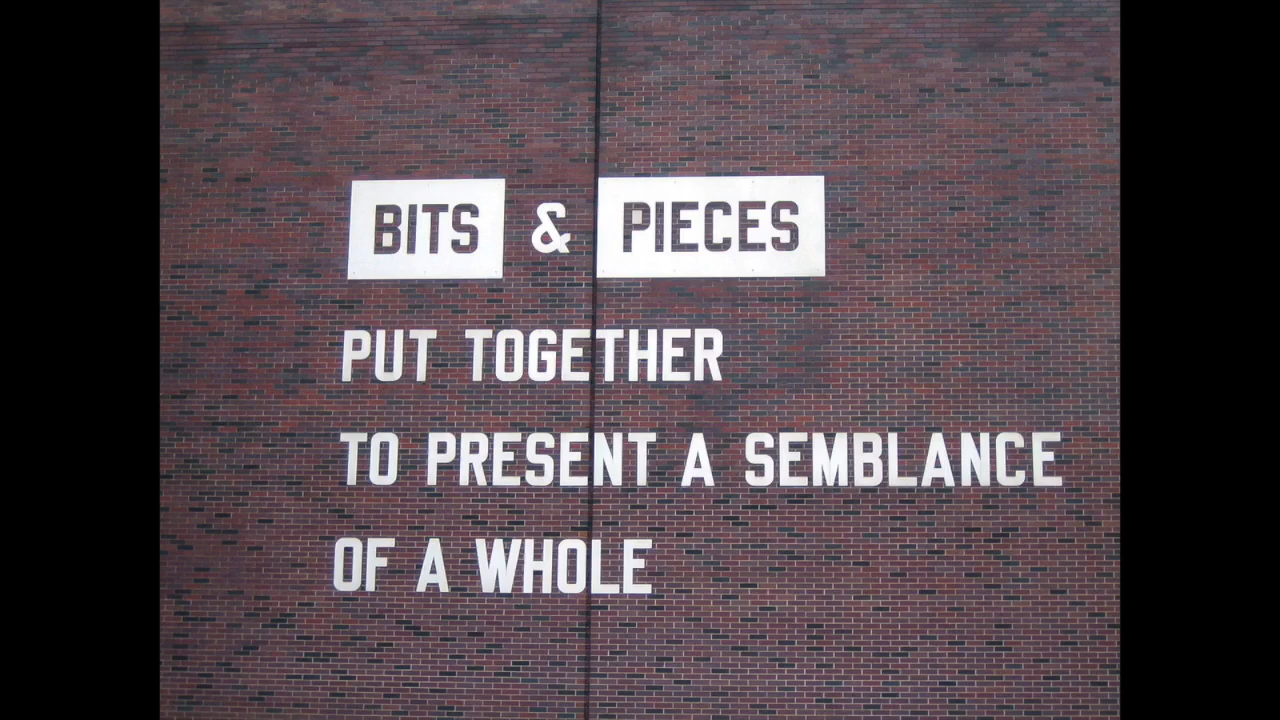 BITS & PIECES
PUT TOGETHER
TO PRESENT A SEMBLANCE
OF A WHOLE